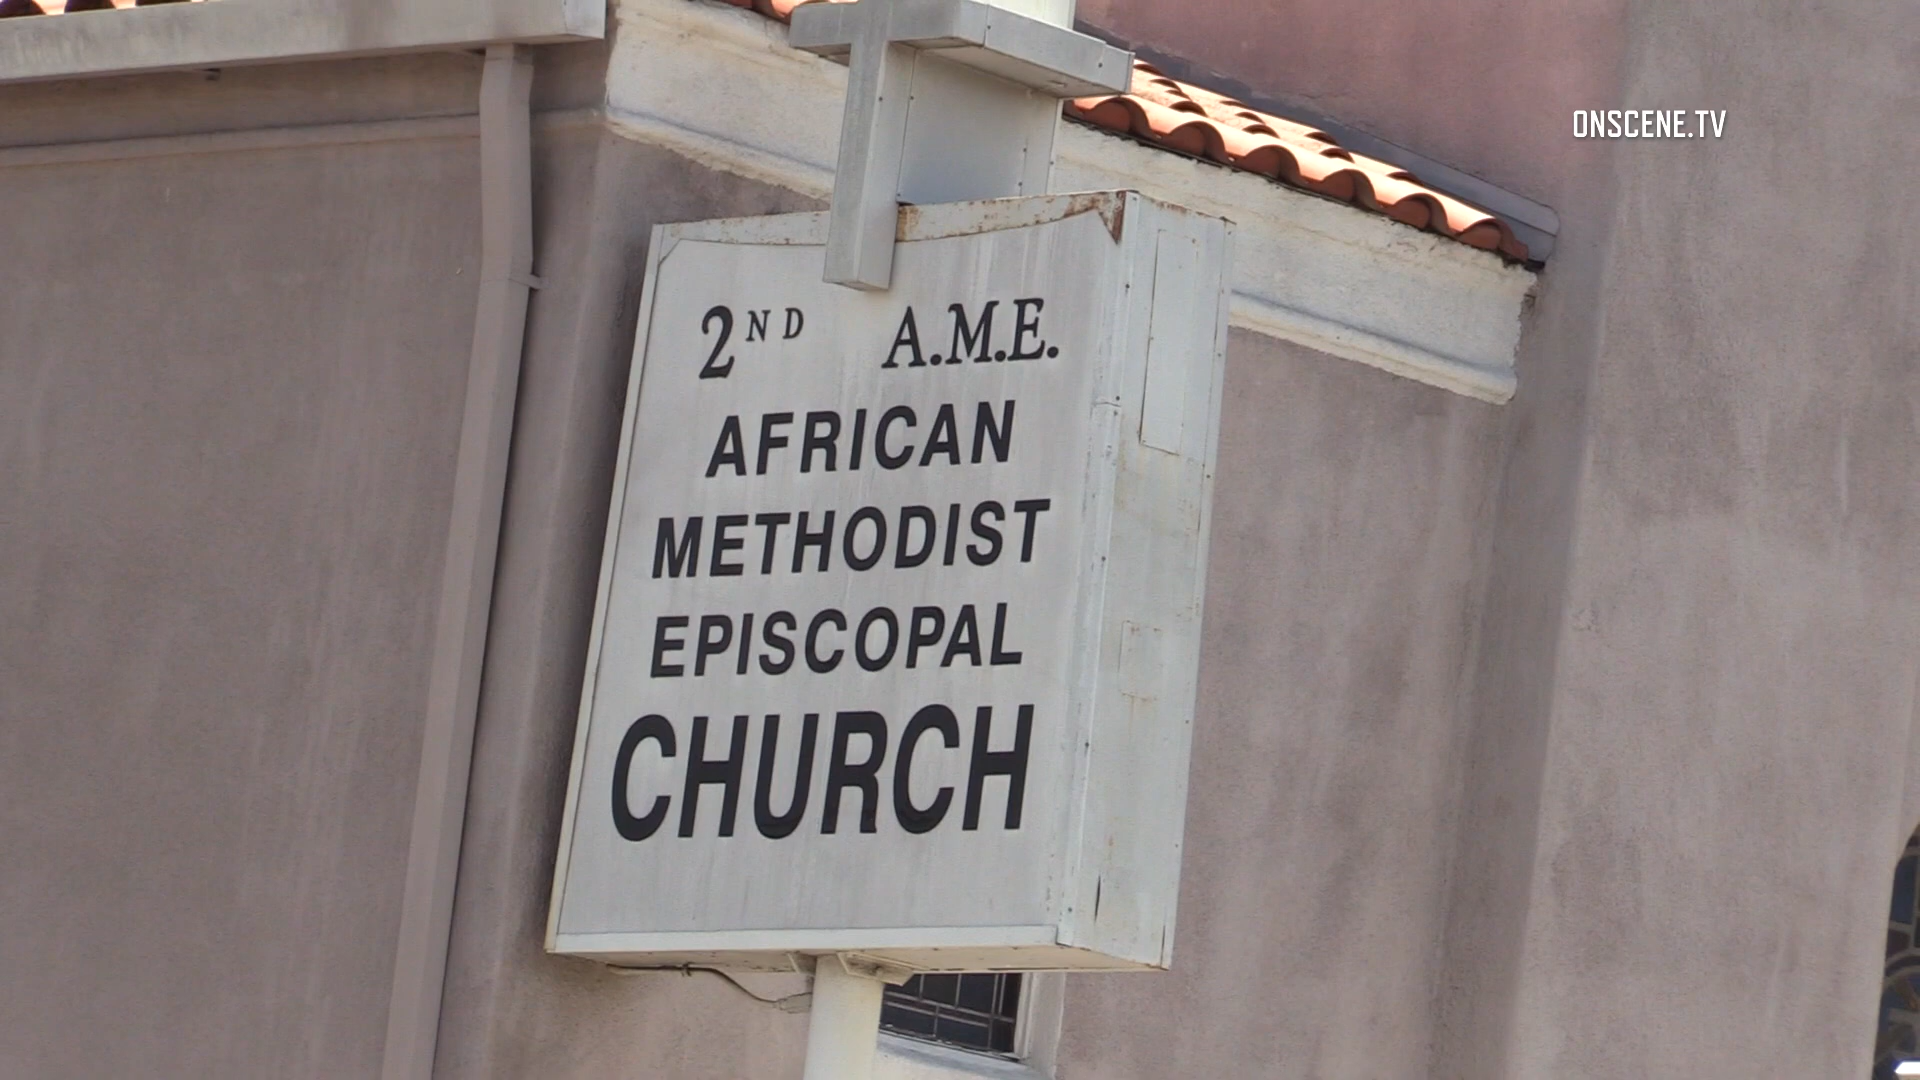 ONSCENE.TV
2ND A.M.E.
AFRICAN
METHODIST
EPISCOPAL
CHURCH